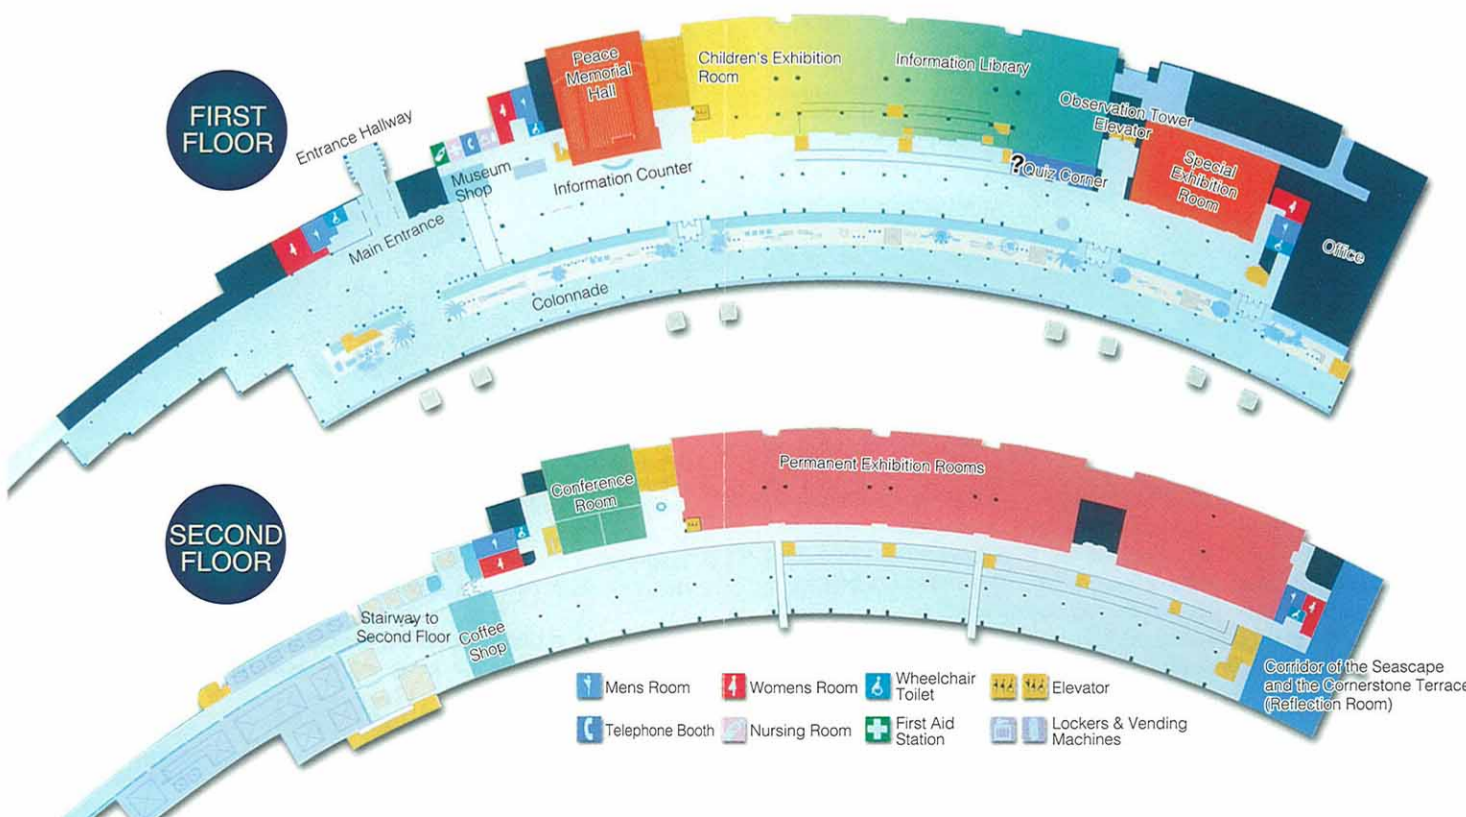 FIRST
FLOOR
Entrance Hallway
Main Entrance
Museum
Shop
Peace
Memorial
Hall
Information Counter
Children's Exhibition
Room
Information Library
Observation Tower
Elevator
? Quiz Corner
Special
Exhibition
Room
Office
Colonnade
SECOND
FLOOR
Stairway to
Second Floor
Coffee
Shop
Conference
Room
Permanent Exhibition Rooms
Corridor of the Seascape
and the Cornerstone Terrace
(Reflection Room)
Mens Room
Womens Room
Wheelchair
Toilet
Elevator
Telephone Booth
Nursing Room
First Aid
Station
Lockers & Vending
Machines